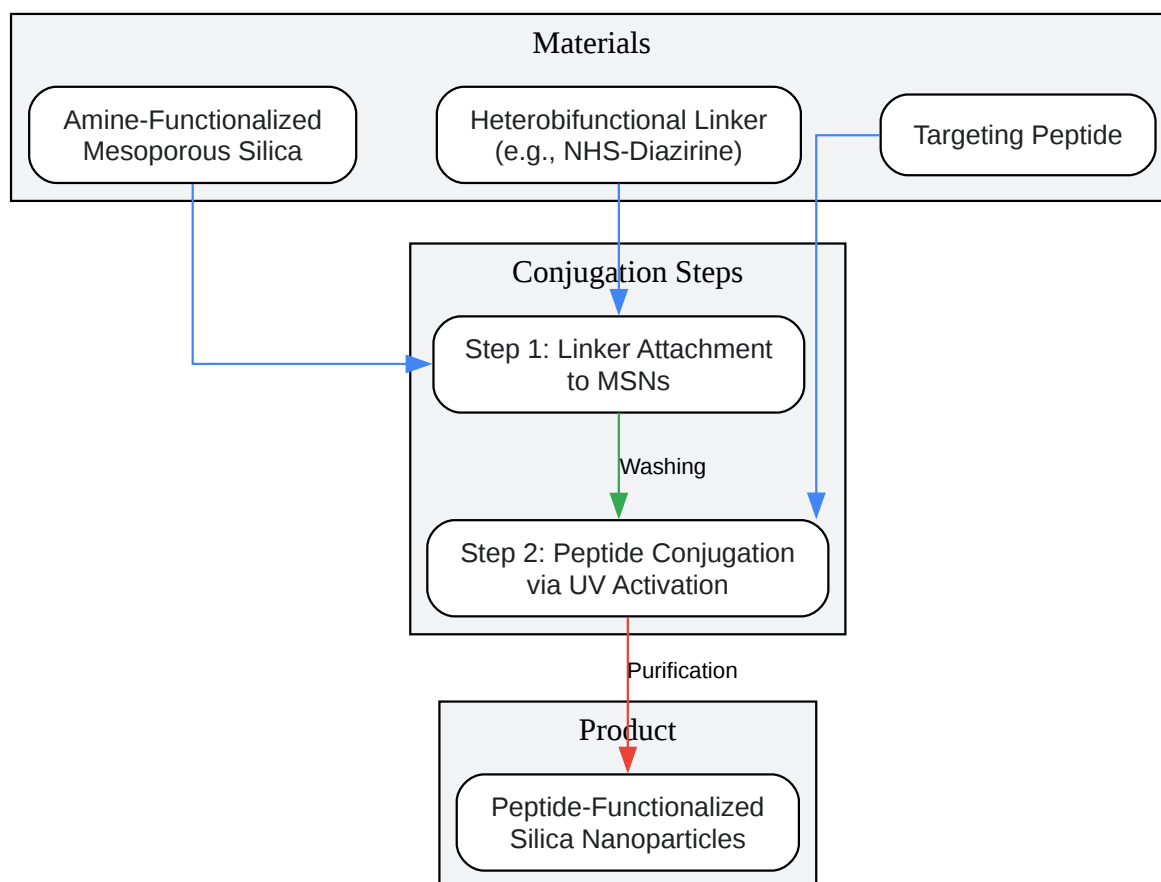 Materials
Amine-Functionalized
Mesoporous Silica
Heterobifunctional Linker
(e.g., NHS-Diazirine)
Targeting Peptide
Conjugation Steps
Step 1: Linker Attachment
to MSNs
Washing
Step 2: Peptide Conjugation
via UV Activation
Purification
Product
Peptide-Functionalized
Silica Nanoparticles